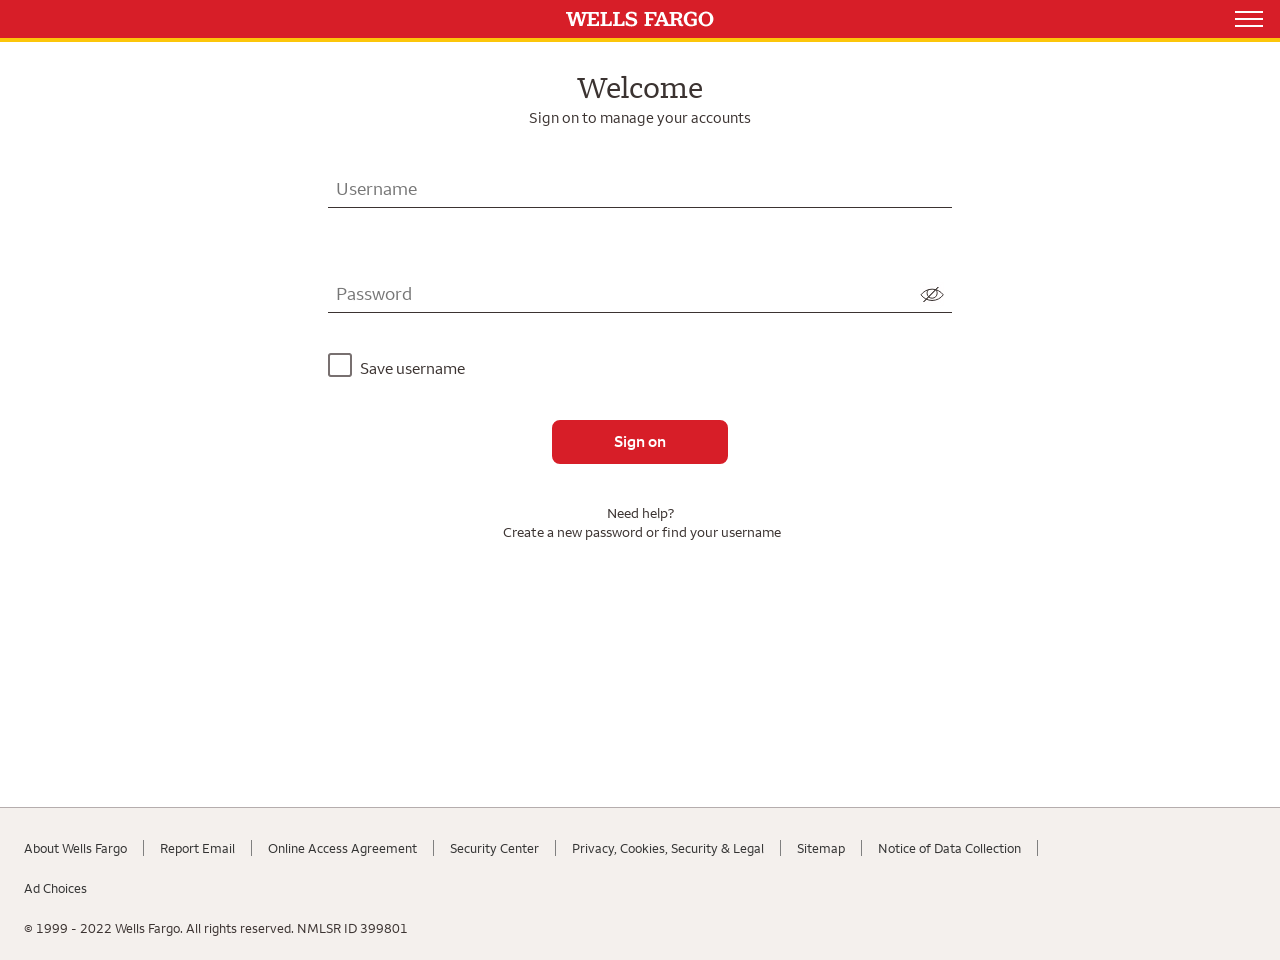 WELLS FARGO
Welcome
Sign on to manage your accounts
Username
Password
Save username
Sign on
Need help?
Create a new password or find your username
About Wells Fargo
Report Email
Online Access Agreement
Security Center
Privacy, Cookies, Security & Legal
Sitemap
Notice of Data Collection
Ad Choices
© 1999 - 2022 Wells Fargo. All rights reserved. NMLSR ID 399801